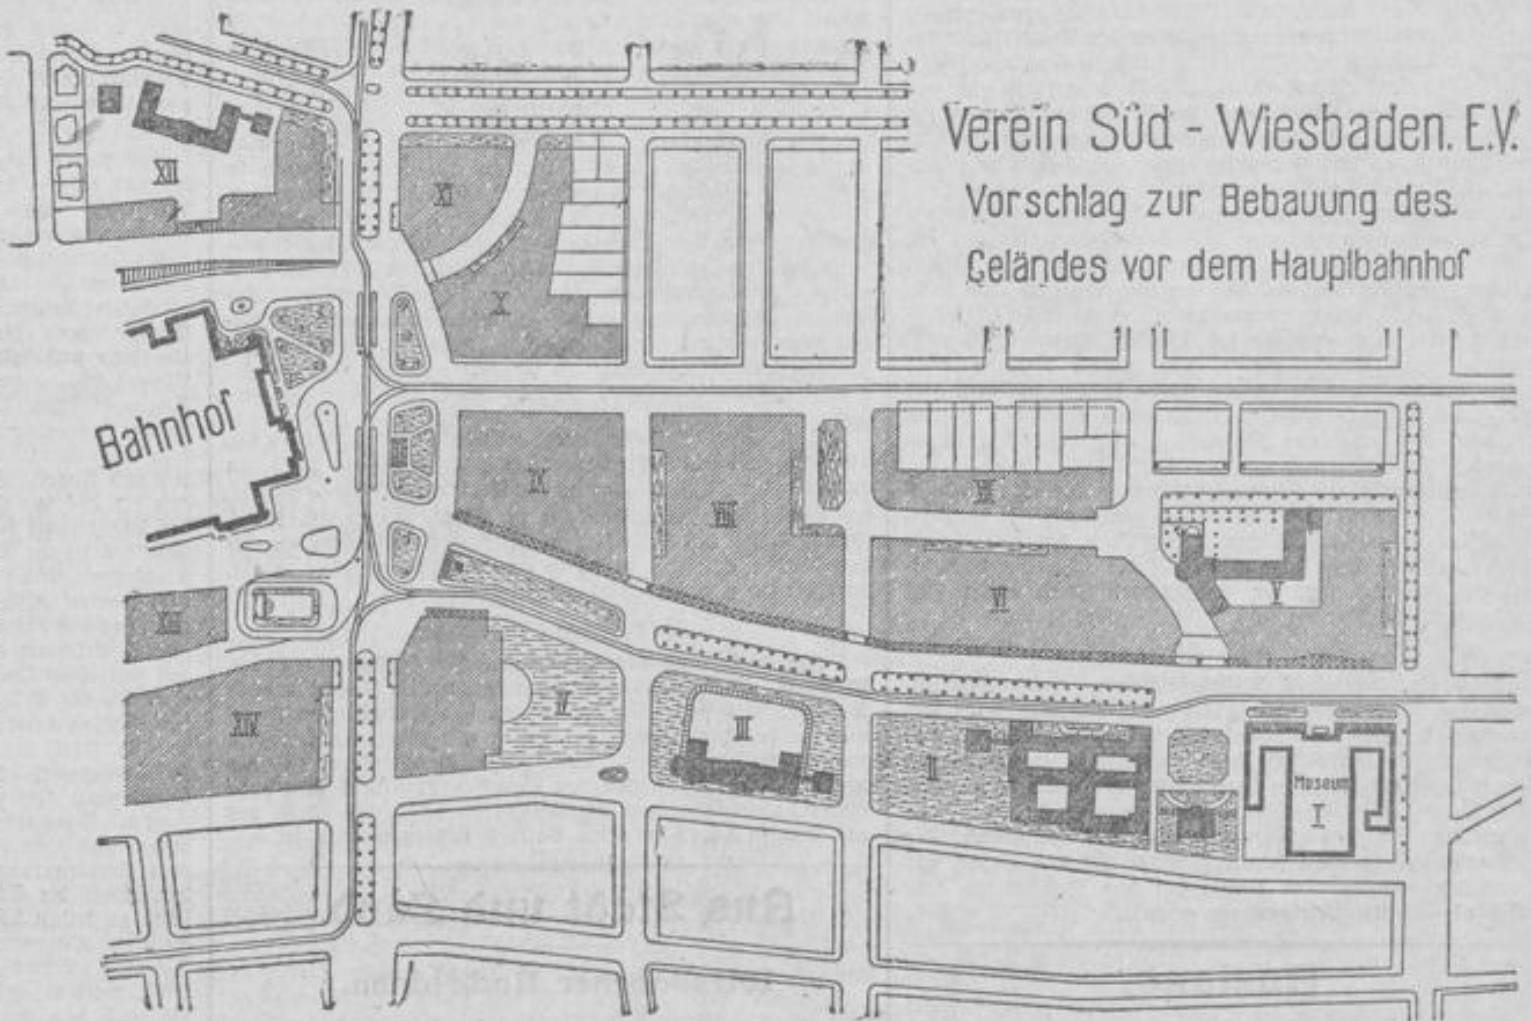 Verein Süd - Wiesbaden. E.V.
Vorschlag zur Bebauung des.
Geländes vor dem Hauptbahnhof
XII
XI
X
Bahnhof
IX
VIII
VII
VI
XIII
XIV
V
III
II
Museum
I